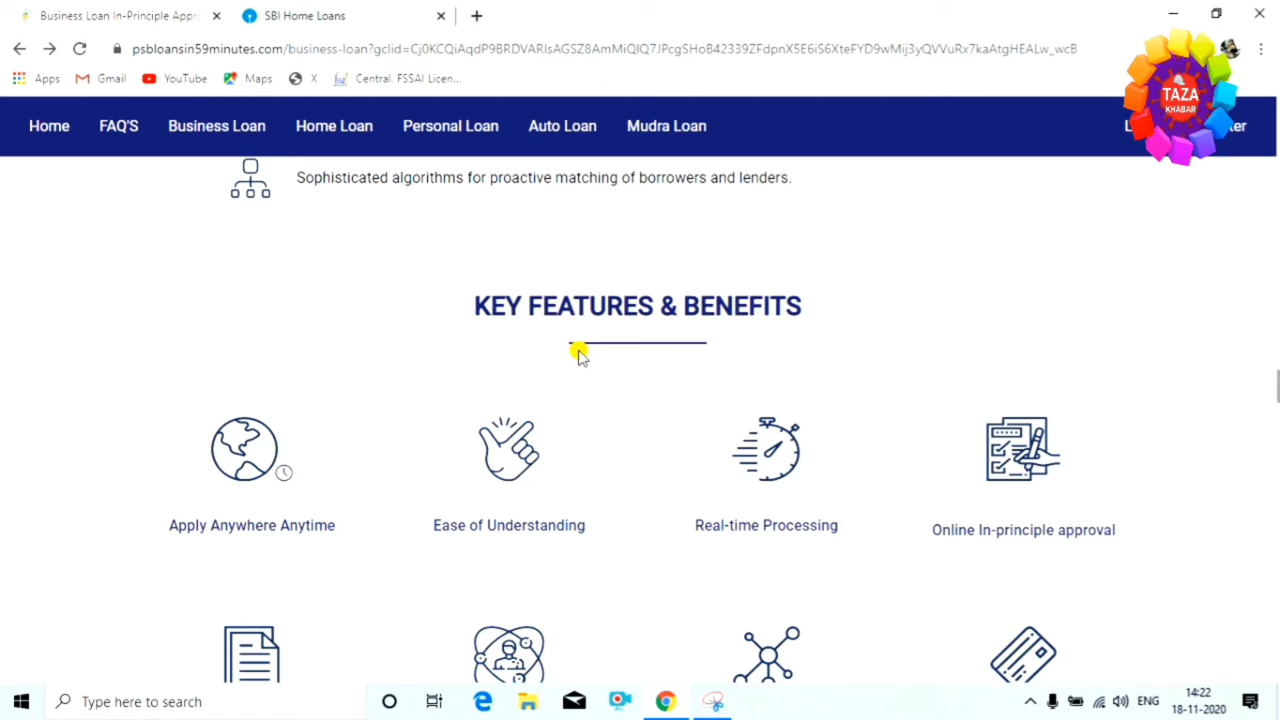 Business Loan In-Principle Appr
SBI Home Loans
psbloansin59minutes.com/business-loan?gclid=Cj0KCQiAqdP9BRDVARIsAGSZ8AmMiQlQ7JPcgSHoB42339ZFdpnX5E6iS6XteFYD9wMij3yQVVuRx7kaAtgHEALw_wcB
Apps
Gmail
YouTube
Maps
X
Central. FSSAI Licen...
TAZA
KHABAR
Home
FAQ'S
Business Loan
Home Loan
Personal Loan
Auto Loan
Mudra Loan
Sophisticated algorithms for proactive matching of borrowers and lenders.
KEY FEATURES & BENEFITS
Apply Anywhere Anytime
Ease of Understanding
Real-time Processing
Online In-principle approval
Type here to search
ENG
14:22
18-11-2020